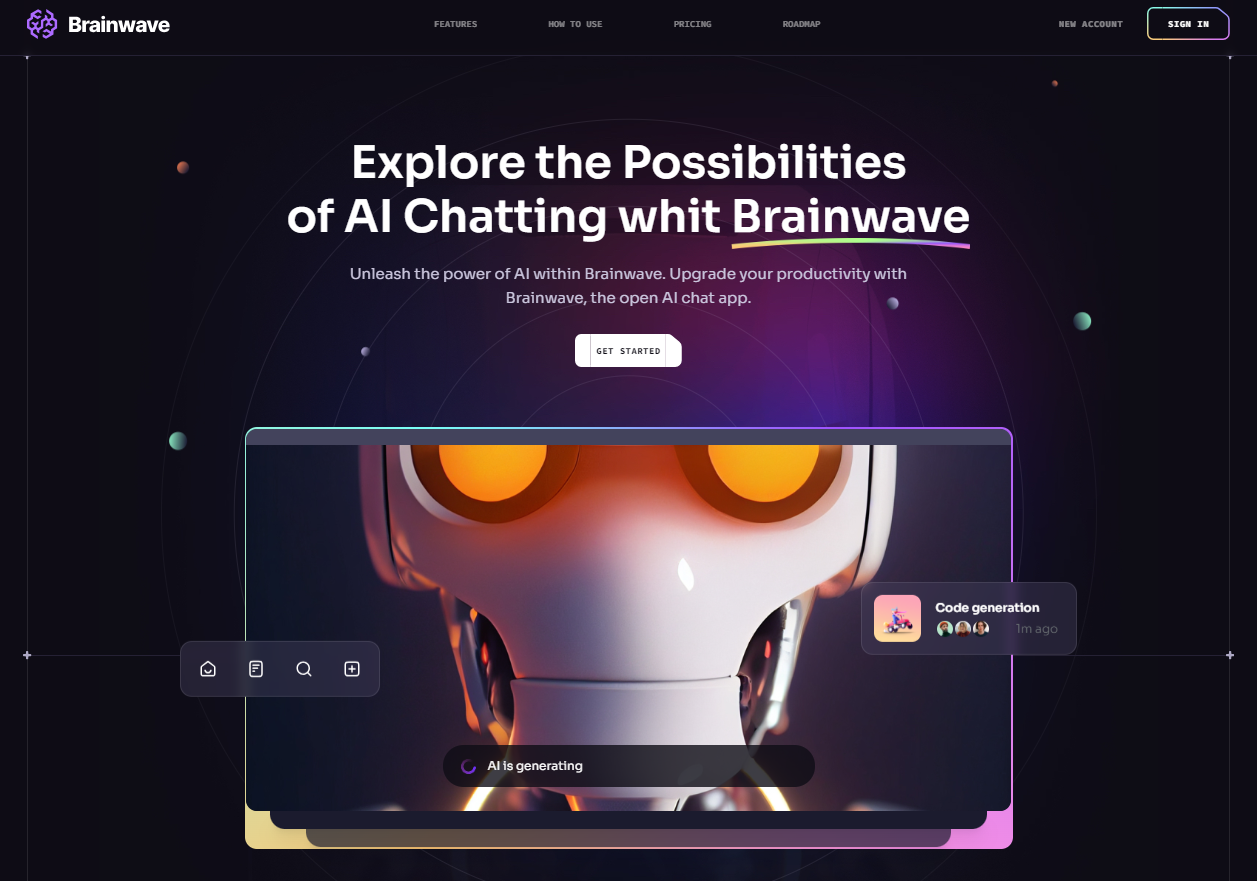 Brainwave
FEATURES
HOW TO USE
PRICING
ROADMAP
NEW ACCOUNT
SIGN IN
Explore the Possibilities
of AI Chatting whit Brainwave
Unleash the power of AI within Brainwave. Upgrade your productivity with
Brainwave, the open AI chat app.
GET STARTED
Code generation
1m ago
AI is generating